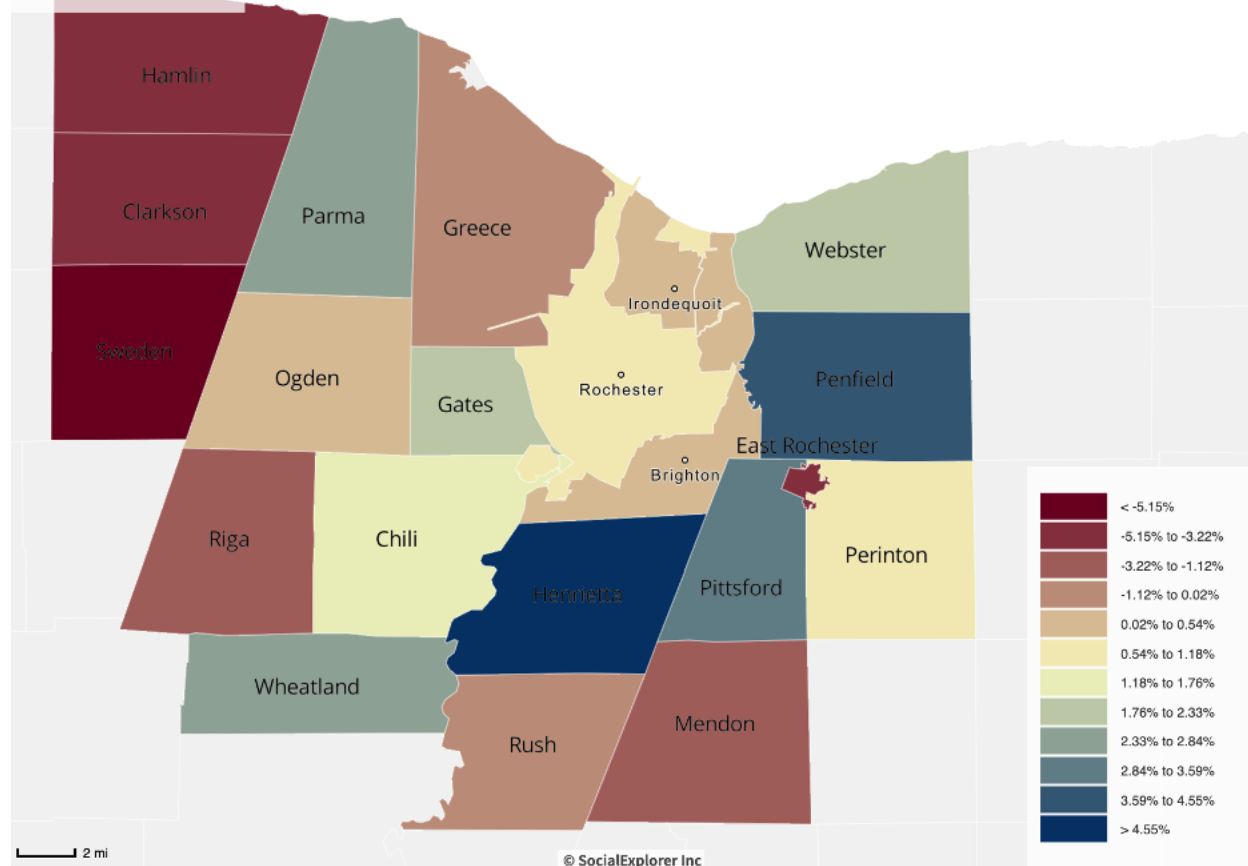 Hamlin
Clarkson
Parma
Greece
Webster
Irondequoit
Sweden
Ogden
Gates
Rochester
Penfield
East Rochester
Brighton
Riga
Chili
Henrietta
Pittsford
Perinton
Wheatland
Rush
Mendon
< -5.15%
-5.15% to -3.22%
-3.22% to -1.12%
-1.12% to 0.02%
0.02% to 0.54%
0.54% to 1.18%
1.18% to 1.76%
1.76% to 2.33%
2.33% to 2.84%
2.84% to 3.59%
3.59% to 4.55%
> 4.55%
2 mi
© SocialExplorer Inc